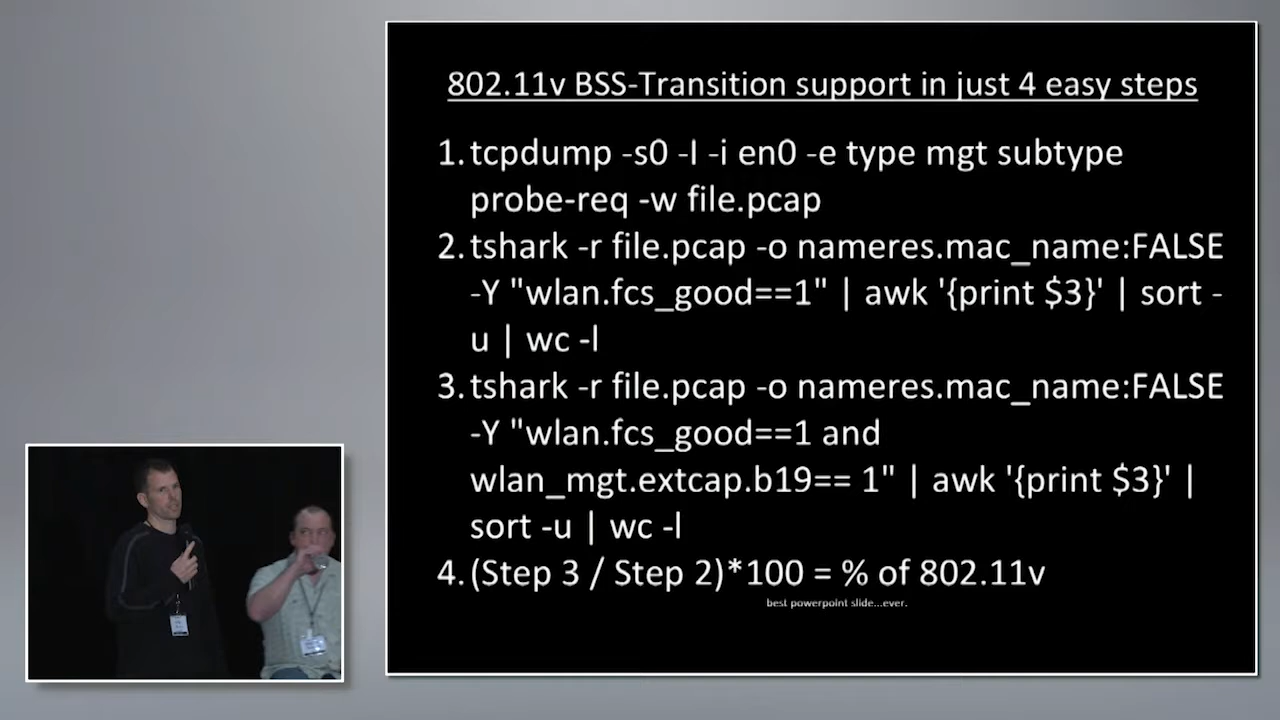 802.11v BSS-Transition support in just 4 easy steps
1. tcpdump -s0 -I -i en0 -e type mgt subtype
probe-req -w file.pcap
2. tshark -r file.pcap -o nameres.mac_name:FALSE
-Y "wlan.fcs_good==1" | awk '{print $3}' | sort -
u | wc -l
3. tshark -r file.pcap -o nameres.mac_name:FALSE
-Y "wlan.fcs_good==1 and
wlan_mgt.extcap.b19== 1" | awk '{print $3}' |
sort -u | wc -l
4. (Step 3 / Step 2)*100 = % of 802.11v
best powerpoint slide...ever.